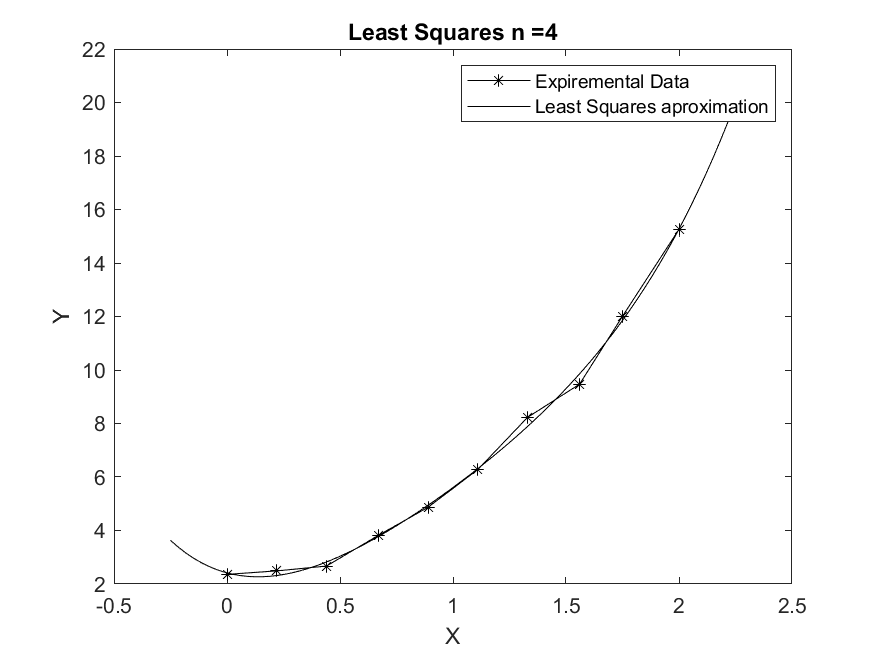 Least Squares n =4
22
20
18
16
14
12
10
8
6
4
2
Y
Expiremental Data
Least Squares aproximation
-0.5 0 0.5 1 1.5 2 2.5
X